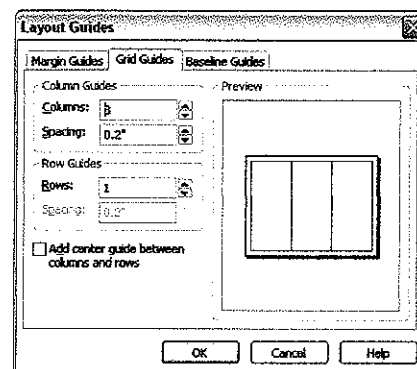 Layout Guides
Margin Guides Grid Guides Baseline Guides
Column Guides
Columns: 3
Spacing: 0.2"
Row Guides
Rows: 1
Spacing: 0.2"
Add center guide between
columns and rows
Preview
OK Cancel Help